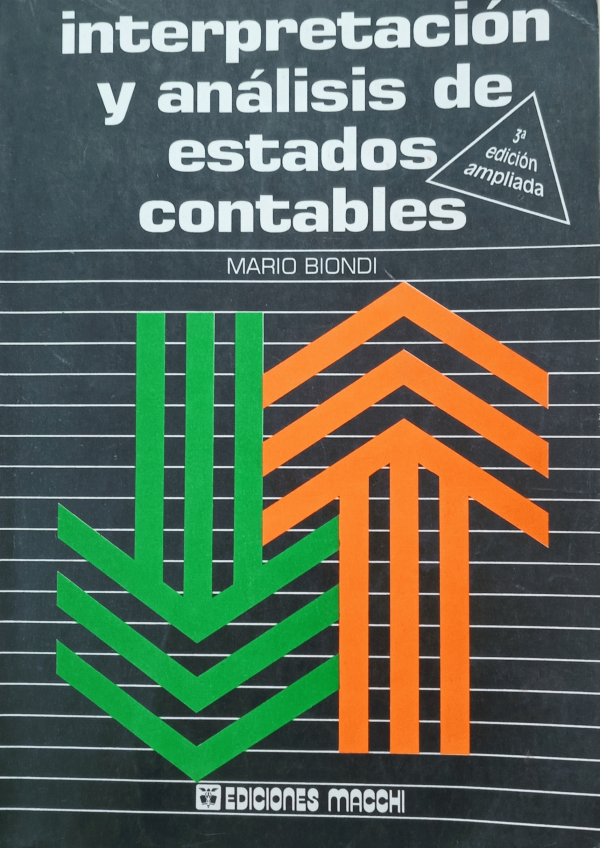 interpretación
y análisis de
estados
contables
3ª
edición
ampliada
MARIO BIONDI
EDICIONES MACCHI